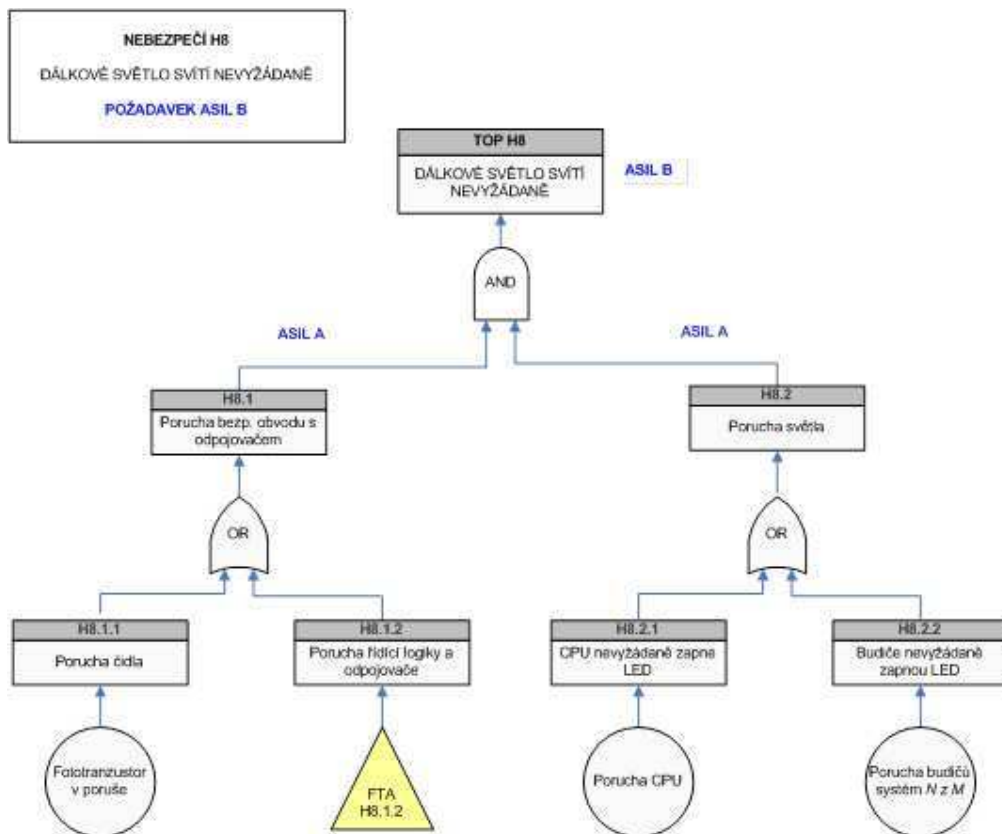 NEBEZPEČÍ H8
DÁLKOVÉ SVĚTLO SVÍTÍ NEVYŽÁDANĚ
POŽADAVEK ASIL B
TOP H8
DÁLKOVÉ SVĚTLO SVÍTÍ
NEVYŽÁDANĚ
ASIL B
AND
ASIL A
ASIL A
H8.1
Porucha bezp. obvodu s
odpojovačem
H8.2
Porucha světla
OR
OR
H8.1.1
Porucha čidla
H8.1.2
Porucha řídící logiky a
odpojovače
H8.2.1
CPU nevyžádaně zapne
LED
H8.2.2
Budiče nevyžádaně
zapnou LED
Fototranzustor
v poruše
FTA
H8.1.2
Porucha CPU
Porucha budičů
systém N z M